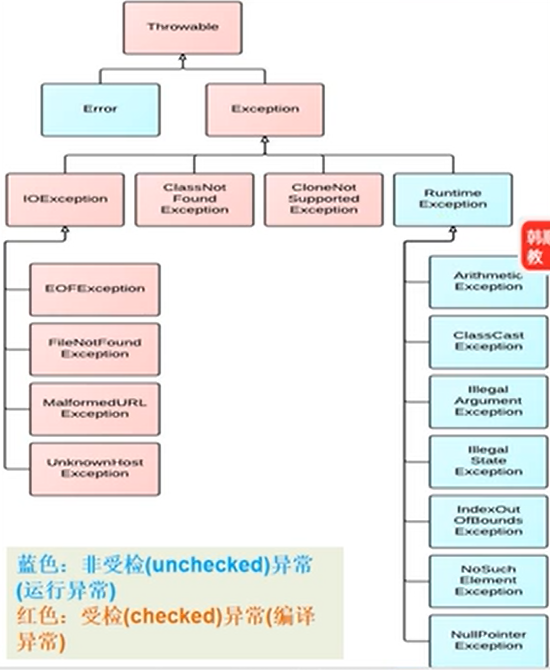 Throwable
Error
Exception
IOException
ClassNot
Found
Exception
CloneNot
Supported
Exception
Runtime
Exception
EOFException
FileNotFound
Exception
MalformedURL
Exception
UnknownHost
Exception
韩顺
教
Arithmetic
Exception
ClassCast
Exception
Illegal
Argument
Exception
Illegal
State
Exception
IndexOut
OfBounds
Exception
NoSuch
Element
Exception
NullPointer
Exception
蓝色：非受检(unchecked)异常
(运行异常)
红色：受检(checked)异常(编译
异常)